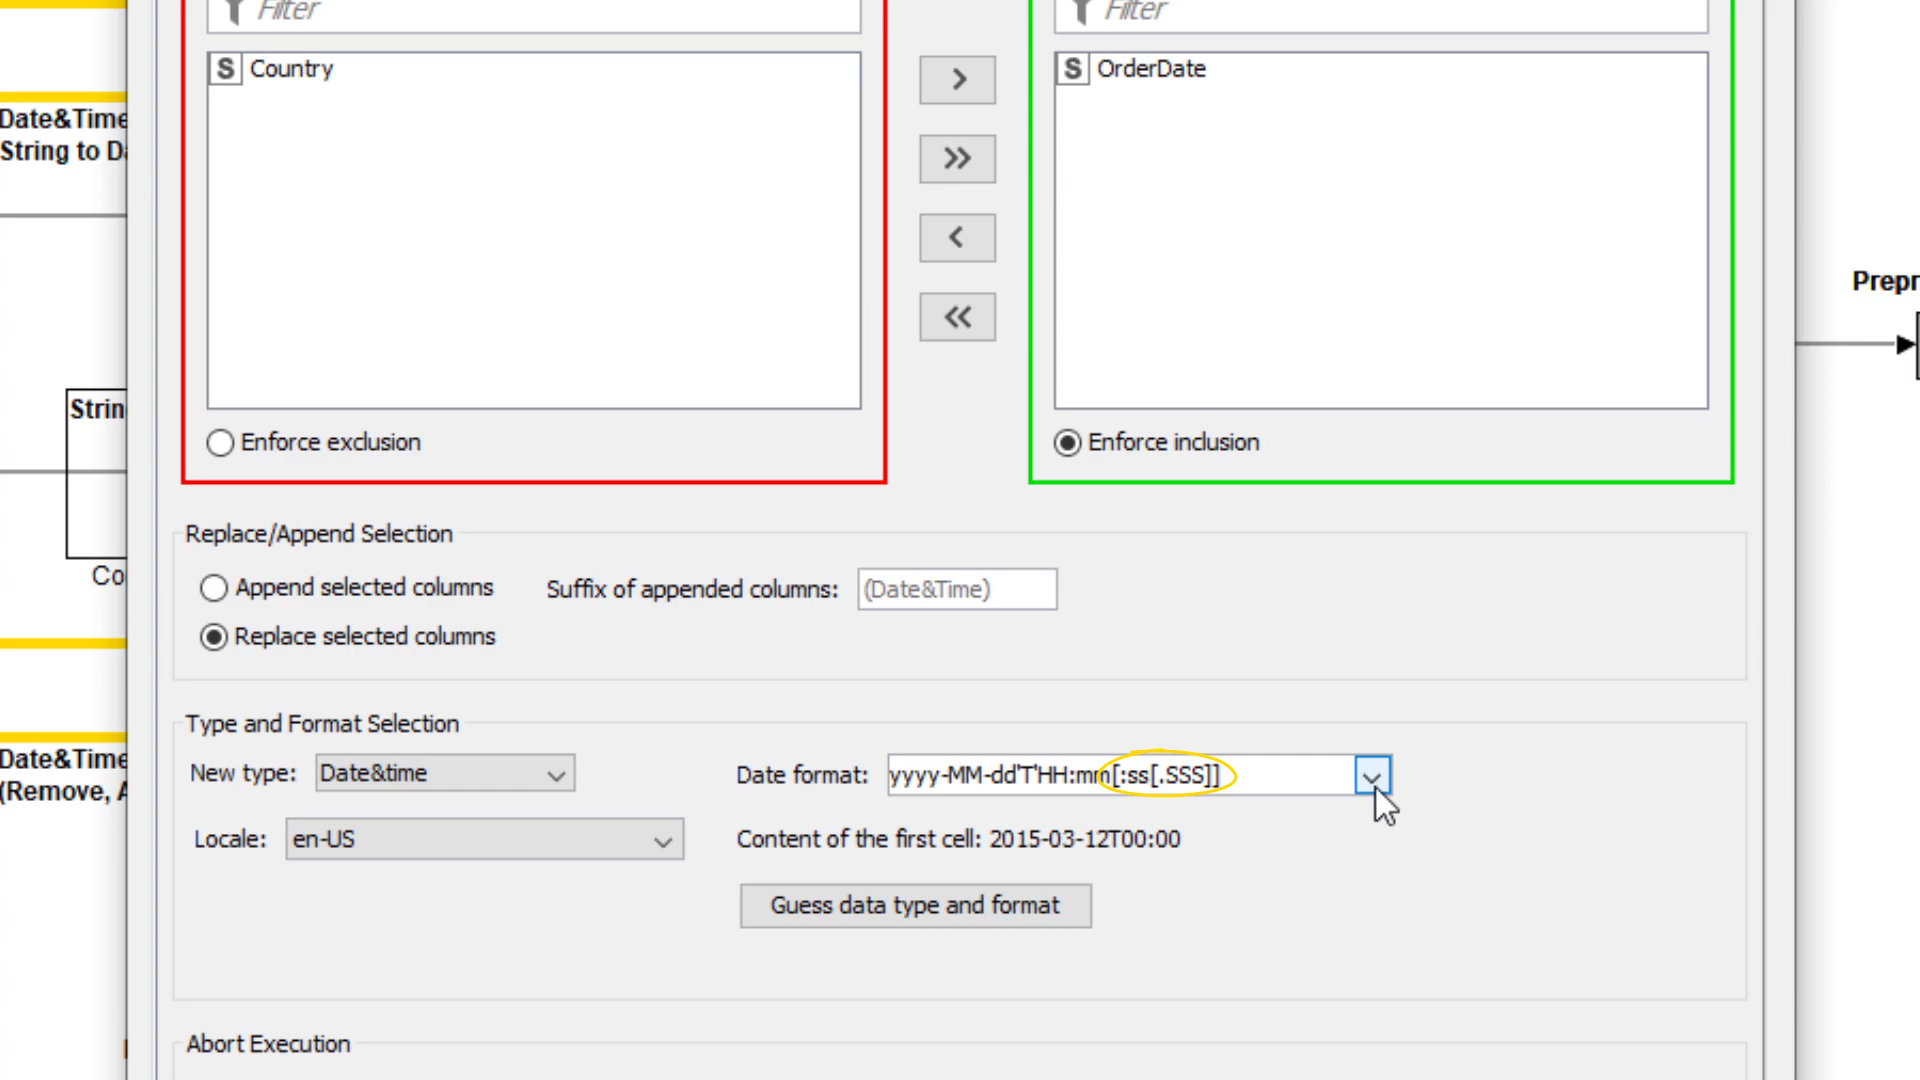 Filter
Filter
S Country
S OrderDate
>
>>
<
<<
Enforce exclusion
Enforce inclusion
Date&Time
String to Da
Strin
Co
Prepr
Replace/Append Selection
Append selected columns
Suffix of appended columns: (Date&Time)
Replace selected columns
Type and Format Selection
New type: Date&time
Date format: yyyy-MM-dd'T'HH:mm[:ss[.SSS]]
Locale: en-US
Content of the first cell: 2015-03-12T00:00
Guess data type and format
Date&Time
(Remove, A
Abort Execution